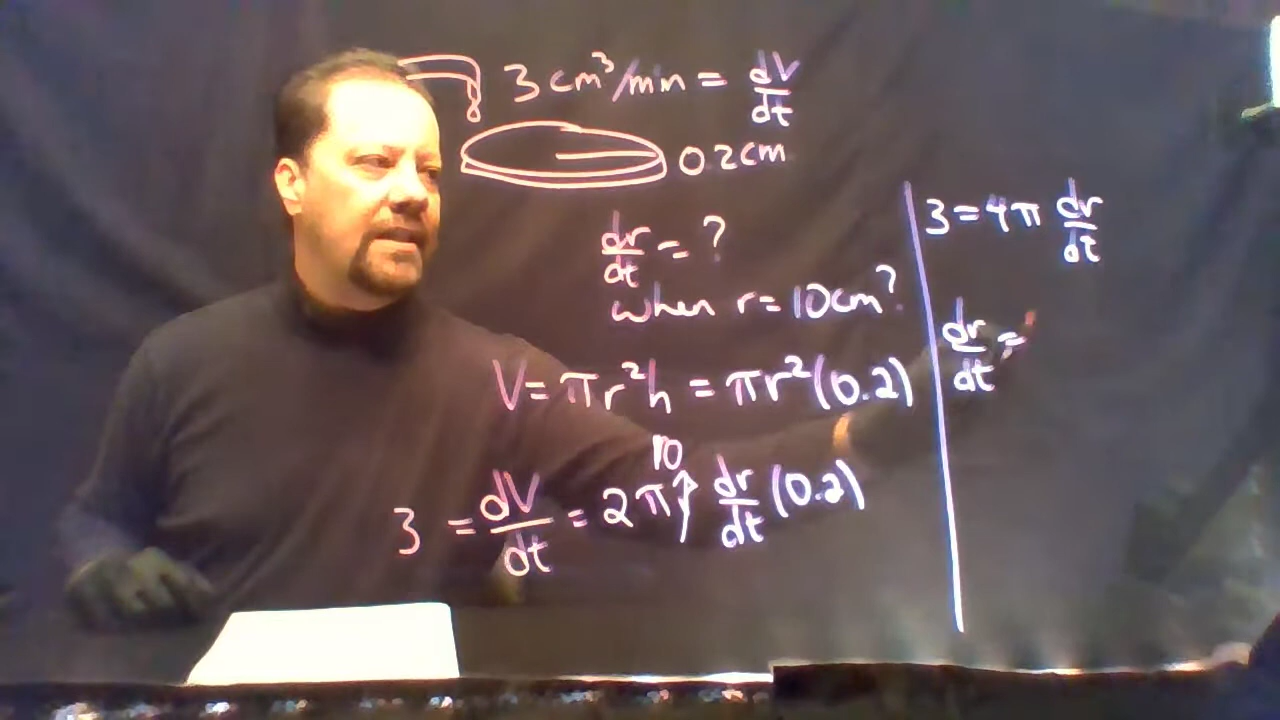 3 cm³/min = dV/dt
0.2cm
dr/dt = ?
when r = 10cm?
V = πr²h = πr²(0.2)
10
3 = dV/dt = 2πr dr/dt (0.2)
3 = 4π dr/dt
dr/dt =